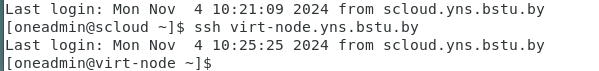 Last login: Mon Nov  4 10:21:09 2024 from scloud.yns.bstu.by
[oneadmin@scloud ~]$ ssh virt-node.yns.bstu.by
Last login: Mon Nov  4 10:25:25 2024 from scloud.yns.bstu.by
[oneadmin@virt-node ~]$